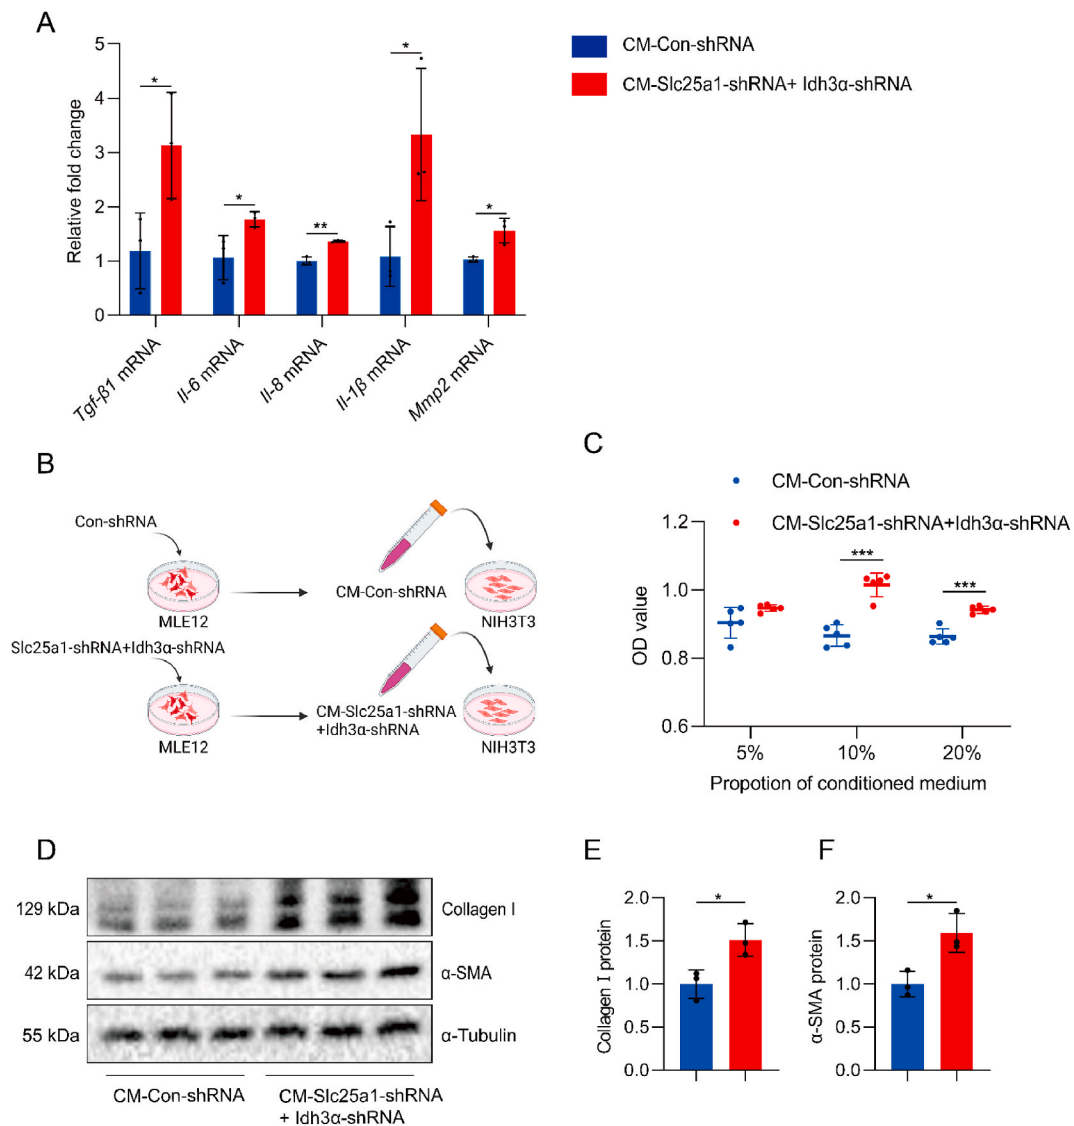 A
5
4
3
2
1
0
Relative fold change
*
*
**
*
*
Tgf-β1 mRNA
Il-6 mRNA
Il-8 mRNA
Il-1β mRNA
Mmp2 mRNA
CM-Con-shRNA
CM-Slc25a1-shRNA+ Idh3α-shRNA
B
Con-shRNA
MLE12
CM-Con-shRNA
NIH3T3
Slc25a1-shRNA+Idh3α-shRNA
MLE12
CM-Slc25a1-shRNA
+Idh3α-shRNA
NIH3T3
C
CM-Con-shRNA
CM-Slc25a1-shRNA+Idh3α-shRNA
1.2
1.0
0.8
0.6
OD value
***
***
5%
10%
20%
Propotion of conditioned medium
D
129 kDa
Collagen I
42 kDa
α-SMA
55 kDa
α-Tubulin
CM-Con-shRNA
CM-Slc25a1-shRNA
+ Idh3α-shRNA
E
2.0
1.5
1.0
0.5
0.0
Collagen I protein
*
F
2.0
1.5
1.0
0.5
0.0
α-SMA protein
*